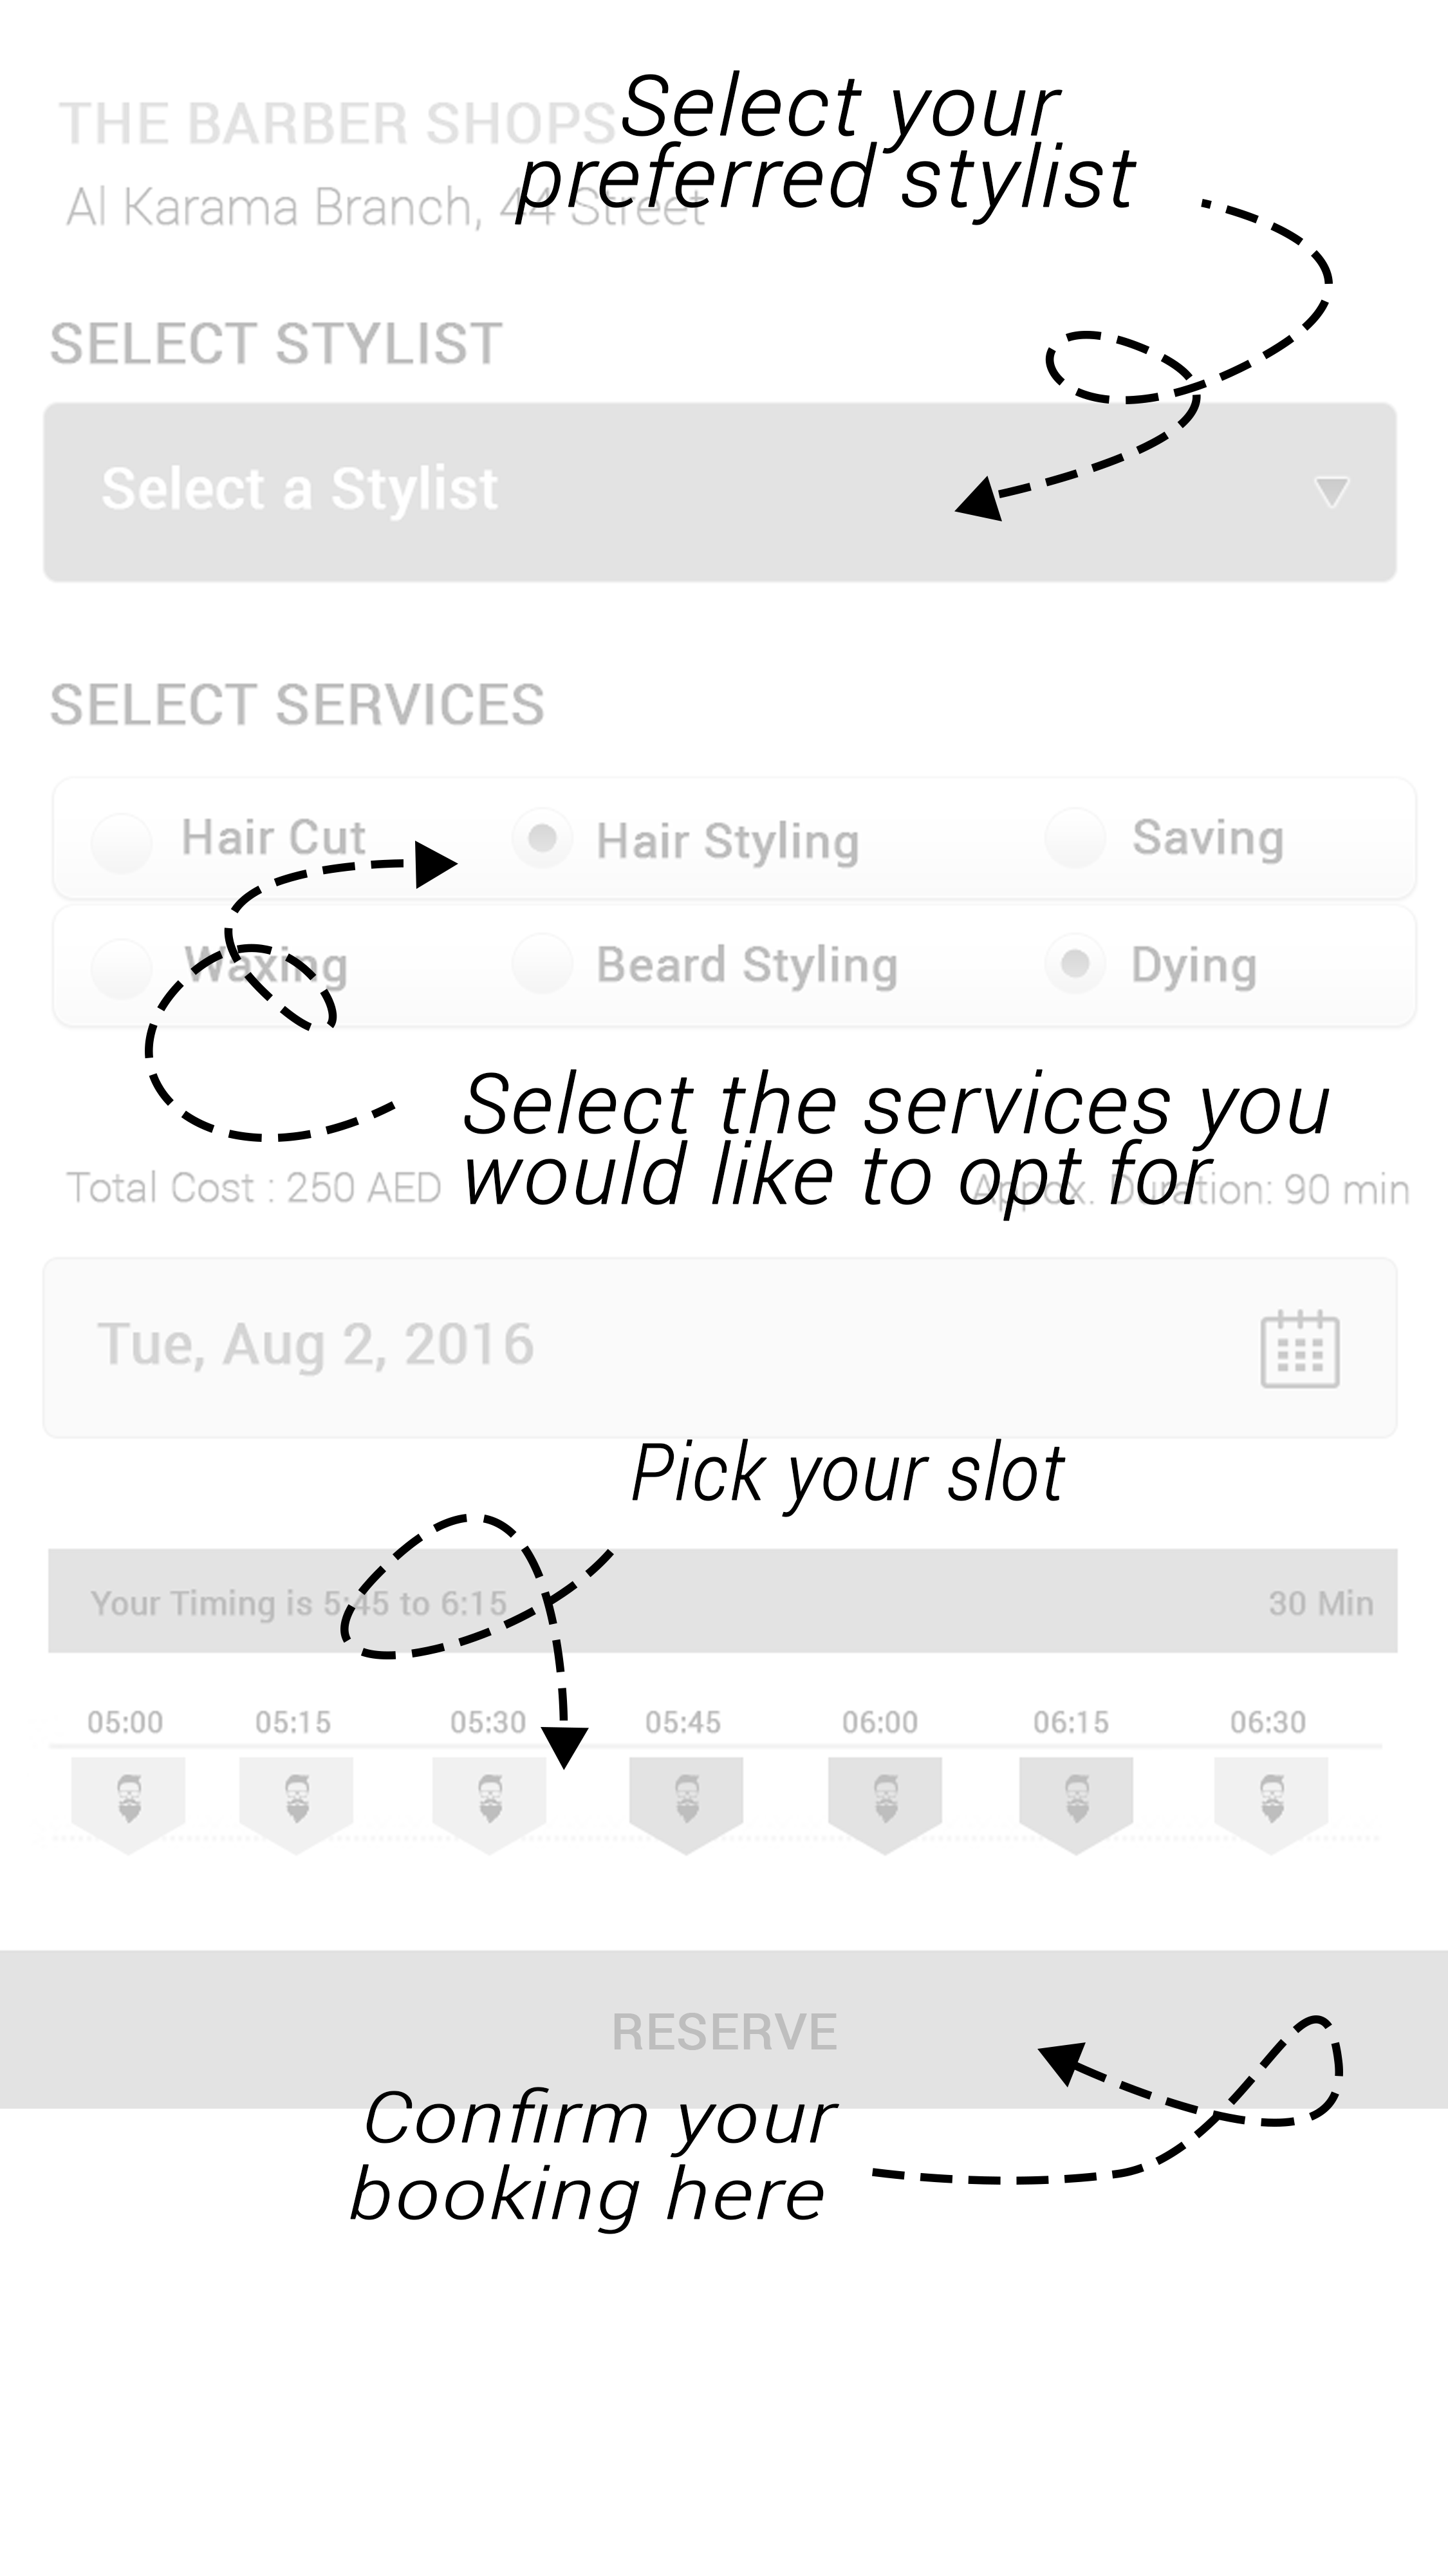 THE BARBER SHOPS
Select your
preferred stylist
Al Karama Branch, 44 Street
SELECT STYLIST
Select a Stylist
SELECT SERVICES
Hair Cut Hair Styling Saving
Waxing Beard Styling Dying
Select the services you
would like to opt for
Total Cost : 250 AED Appox. Duration: 90 min
Tue, Aug 2, 2016
Pick your slot
Your Timing is 5:45 to 6:15 30 Min
05:00 05:15 05:30 05:45 06:00 06:15 06:30
RESERVE
Confirm your
booking here